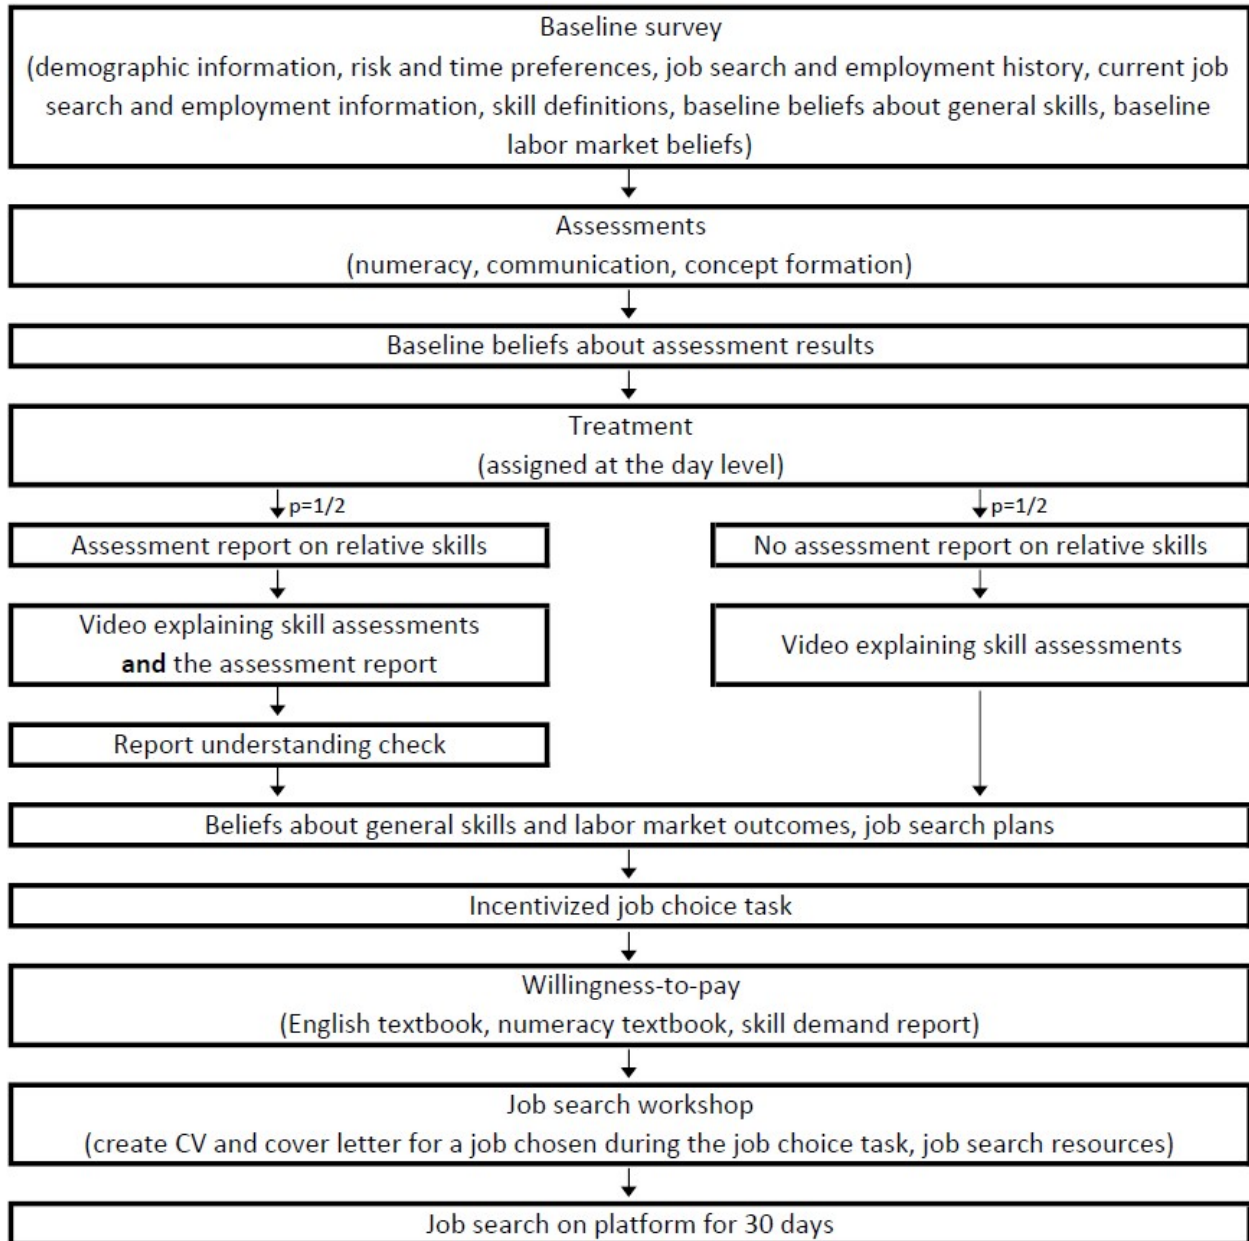 Baseline survey
(demographic information, risk and time preferences, job search and employment history, current job
search and employment information, skill definitions, baseline beliefs about general skills, baseline
labor market beliefs)
Assessments
(numeracy, communication, concept formation)
Baseline beliefs about assessment results
Treatment
(assigned at the day level)
p=1/2
p=1/2
Assessment report on relative skills
No assessment report on relative skills
Video explaining skill assessments
and the assessment report
Video explaining skill assessments
Report understanding check
Beliefs about general skills and labor market outcomes, job search plans
Incentivized job choice task
Willingness-to-pay
(English textbook, numeracy textbook, skill demand report)
Job search workshop
(create CV and cover letter for a job chosen during the job choice task, job search resources)
Job search on platform for 30 days